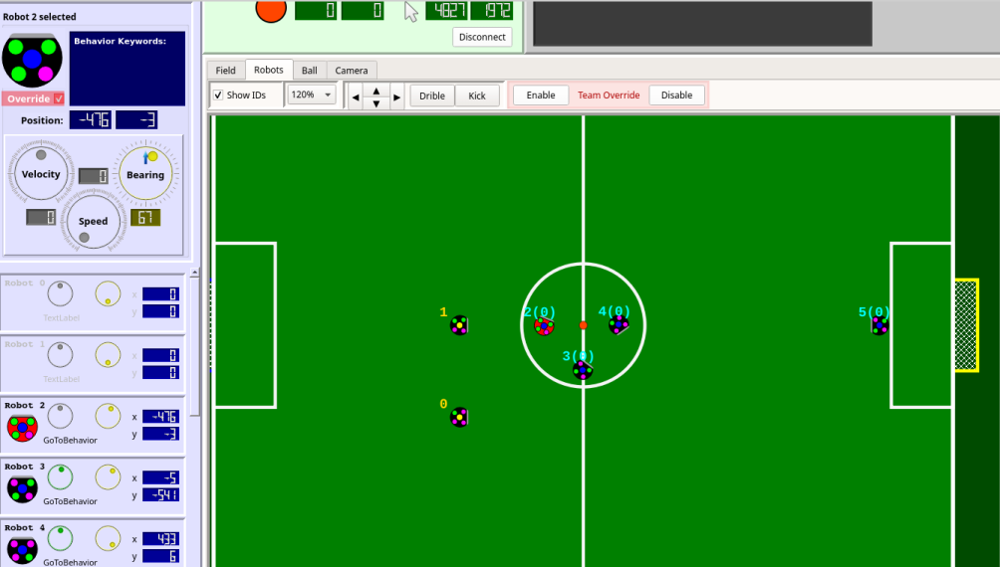 Robot 2 selected
Behavior Keywords:
Override
Position: -476 -3
Velocity
0
Bearing
0
Speed
67
Robot 0
x 0
y 0
TextLabel
Robot 1
x 0
y 0
TextLabel
Robot 2
x -476
y -3
GoToBehavior
Robot 3
x -5
y -541
GoToBehavior
Robot 4
x 433
y 6
GoToBehavior
0 0 4827 1972
Disconnect
Field Robots Ball Camera
Show IDs 120% Drible Kick Enable Team Override Disable
1 2(0) 4(0) 5(0)
3(0)
0